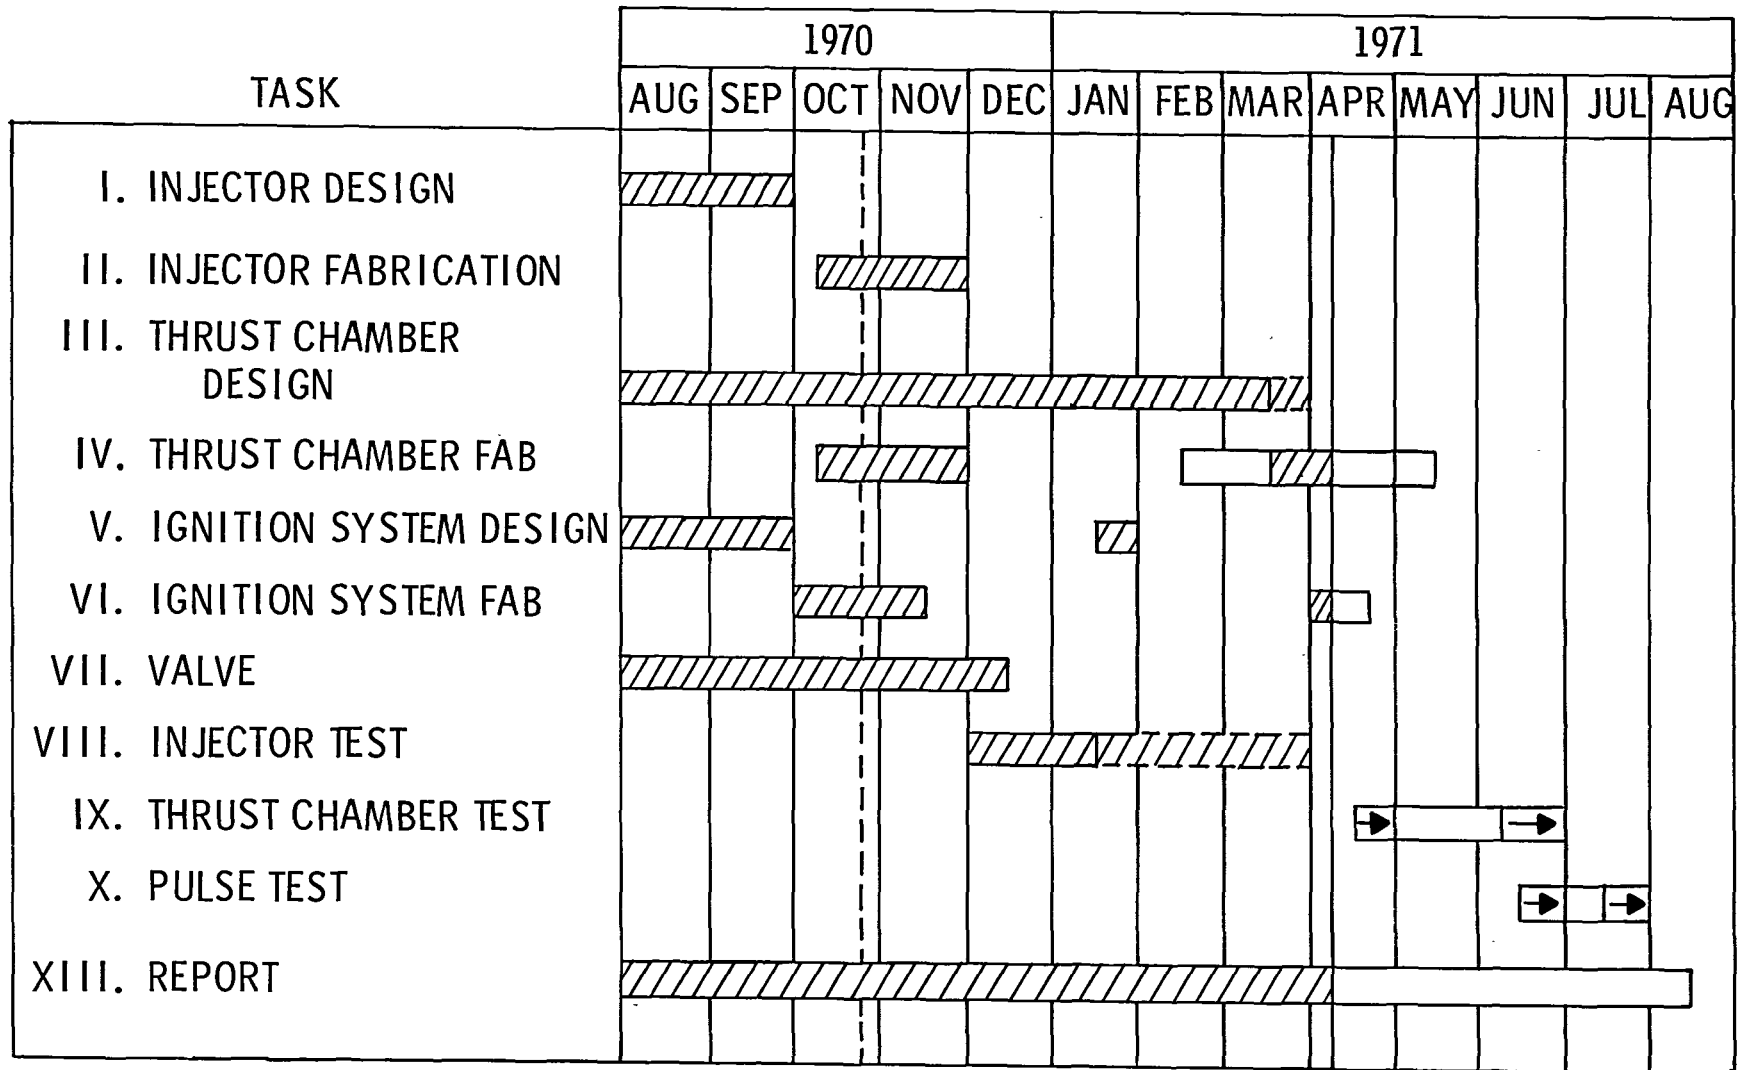 1970 1971
TASK AUG SEP OCT NOV DEC JAN FEB MAR APR MAY JUN JUL AUG
I. INJECTOR DESIGN
II. INJECTOR FABRICATION
III. THRUST CHAMBER
DESIGN
IV. THRUST CHAMBER FAB
V. IGNITION SYSTEM DESIGN
VI. IGNITION SYSTEM FAB
VII. VALVE
VIII. INJECTOR TEST
IX. THRUST CHAMBER TEST
X. PULSE TEST
XIII. REPORT